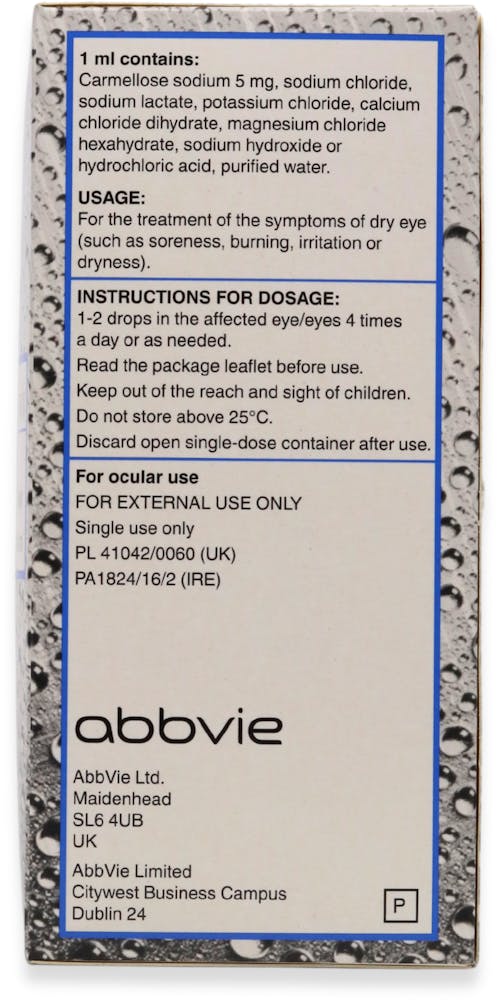 1 ml contains:
Carmellose sodium 5 mg, sodium chloride,
sodium lactate, potassium chloride, calcium
chloride dihydrate, magnesium chloride
hexahydrate, sodium hydroxide or
hydrochloric acid, purified water.
USAGE:
For the treatment of the symptoms of dry eye
(such as soreness, burning, irritation or
dryness).
INSTRUCTIONS FOR DOSAGE:
1-2 drops in the affected eye/eyes 4 times
a day or as needed.
Read the package leaflet before use.
Keep out of the reach and sight of children.
Do not store above 25°C.
Discard open single-dose container after use.
For ocular use
FOR EXTERNAL USE ONLY
Single use only
PL 41042/0060 (UK)
PA1824/16/2 (IRE)
abbvie
AbbVie Ltd.
Maidenhead
SL6 4UB
UK
AbbVie Limited
Citywest Business Campus
Dublin 24
P